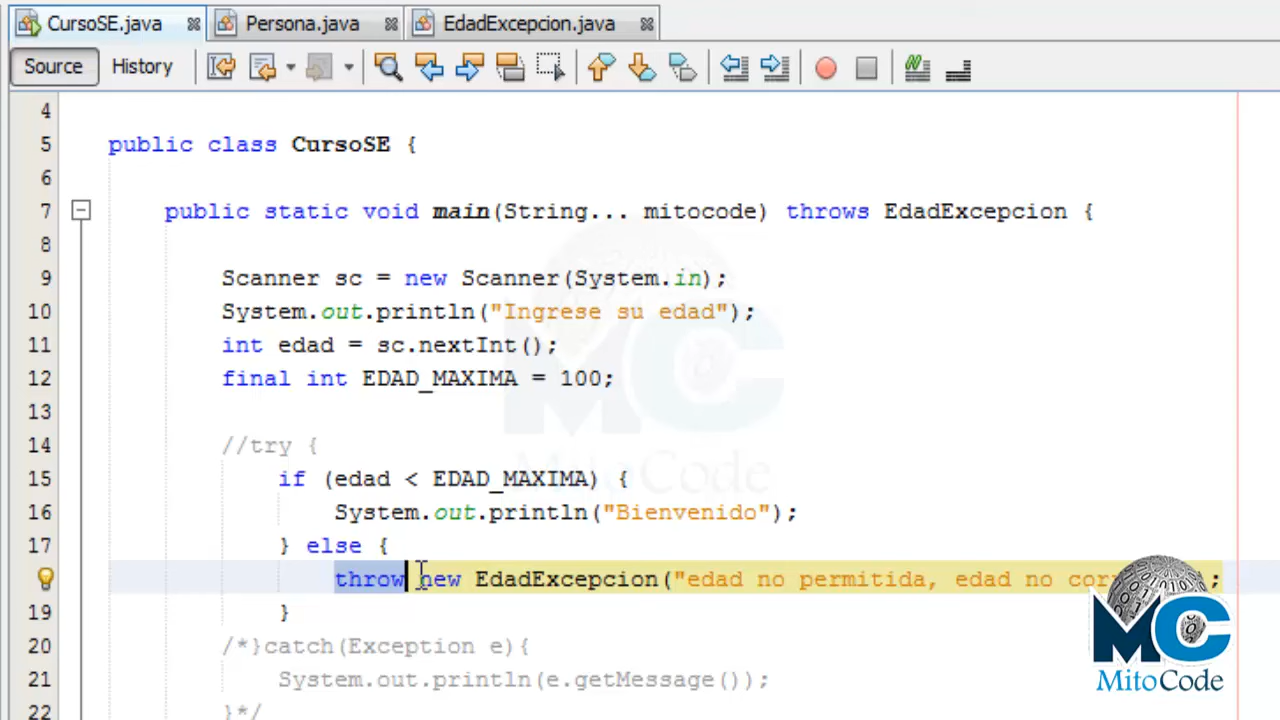 CursoSE.java Persona.java EdadExcepcion.java
Source History
4
5 public class CursoSE {
6
7 public static void main(String... mitocode) throws EdadExcepcion {
8
9 Scanner sc = new Scanner(System.in);
10 System.out.println("Ingrese su edad");
11 int edad = sc.nextInt();
12 final int EDAD_MAXIMA = 100;
13
14 //try {
15 if (edad < EDAD_MAXIMA) {
16 System.out.println("Bienvenido");
17 } else {
throw new EdadExcepcion("edad no permitida, edad no cor ;
19 }
20 /*}catch(Exception e){
21 System.out.println(e.getMessage());
22 }*/
MC
MitoCode
MC
MitoCode